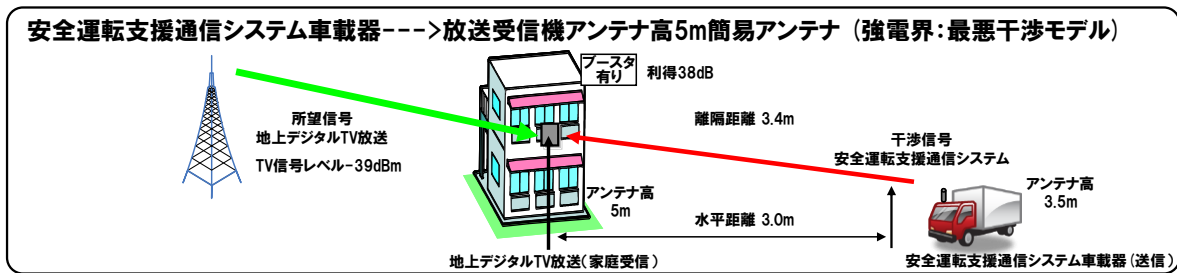 安全運転支援通信システム車載器--->放送受信機アンテナ高5m簡易アンテナ (強電界:最悪干渉モデル)
ブースタ
有り
利得38dB
所望信号
地上デジタルTV放送
TV信号レベル-39dBm
離隔距離 3.4m
干渉信号
安全運転支援通信システム
アンテナ高
5m
アンテナ高
3.5m
水平距離 3.0m
地上デジタルTV放送(家庭受信)
安全運転支援通信システム車載器(送信)